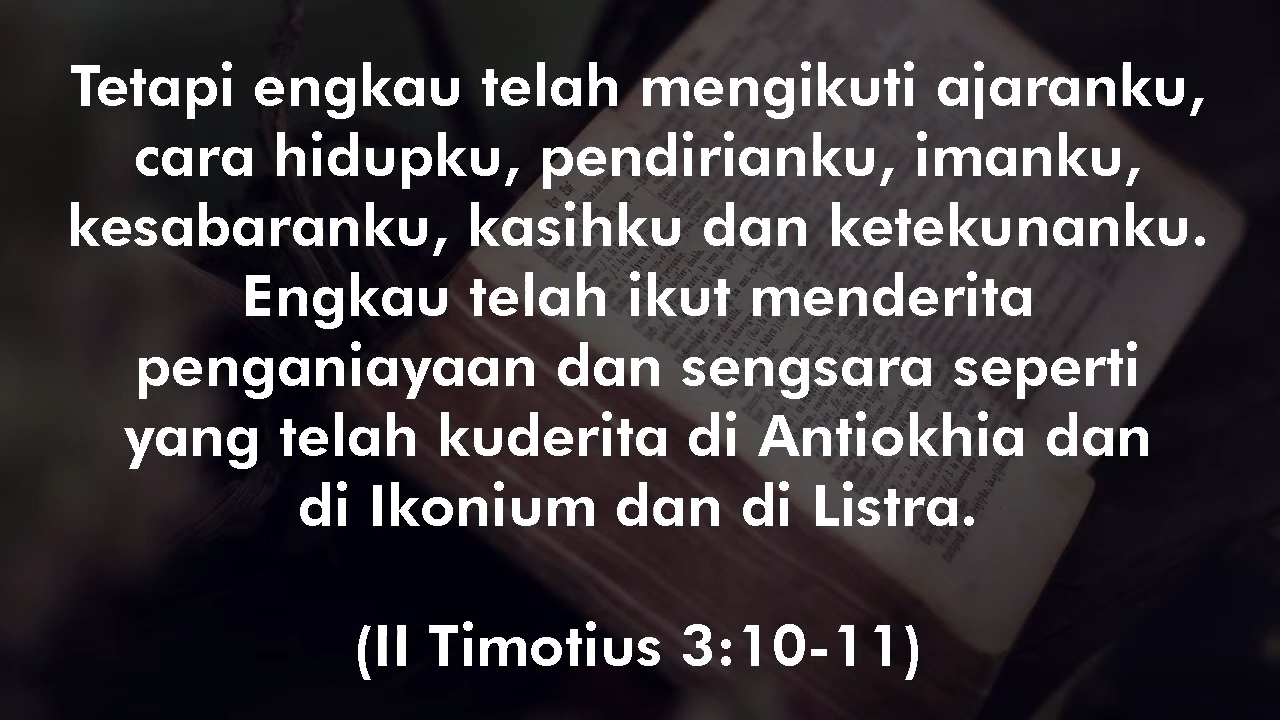 Tetapi engkau telah mengikuti ajaranku,
cara hidupku, pendirianku, imanku,
kesabaranku, kasihku dan ketekunanku.
Engkau telah ikut menderita
penganiayaan dan sengsara seperti
yang telah kuderita di Antiokhia dan
di Ikonium dan di Listra.
(II Timotius 3:10-11)